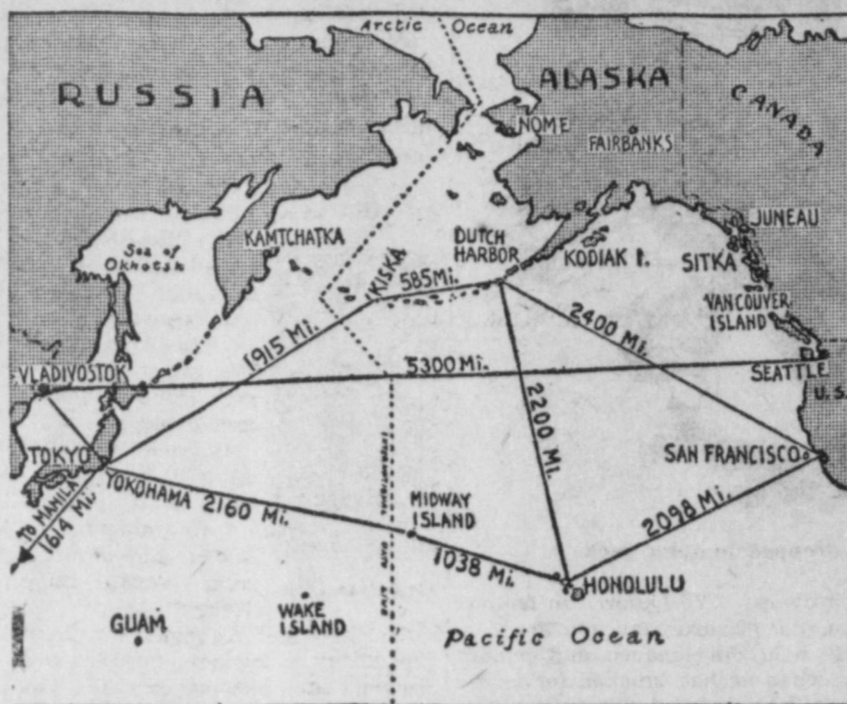 Arctic Ocean
RUSSIA
ALASKA
CANADA
NOME
FAIRBANKS
Sea of
Okhotsk
KAMTCHATKA
DUTCH
HARBOR
KODIAK I.
JUNEAU
SITKA
VANCOUVER
ISLAND
KISKA
585 Mi.
1915 Mi.
2400 Mi.
5300 Mi.
VLADIVOSTOK
SEATTLE
U.S.
2200 Mi.
TOKYO
SAN FRANCISCO
YOKOHAMA 2160 Mi.
TO MANILA
1614 Mi.
MIDWAY
ISLAND
2098 Mi.
1038 Mi.
HONOLULU
GUAM
WAKE
ISLAND
Pacific Ocean